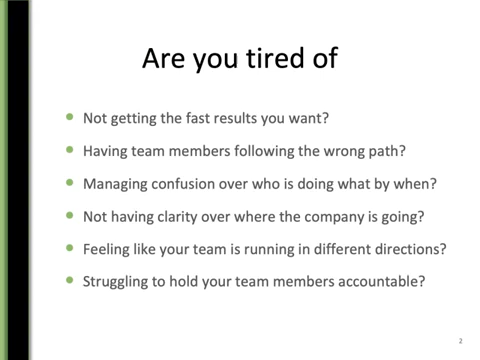 Are you tired of
Not getting the fast results you want?
Having team members following the wrong path?
Managing confusion over who is doing what by when?
Not having clarity over where the company is going?
Feeling like your team is running in different directions?
Struggling to hold your team members accountable?
2